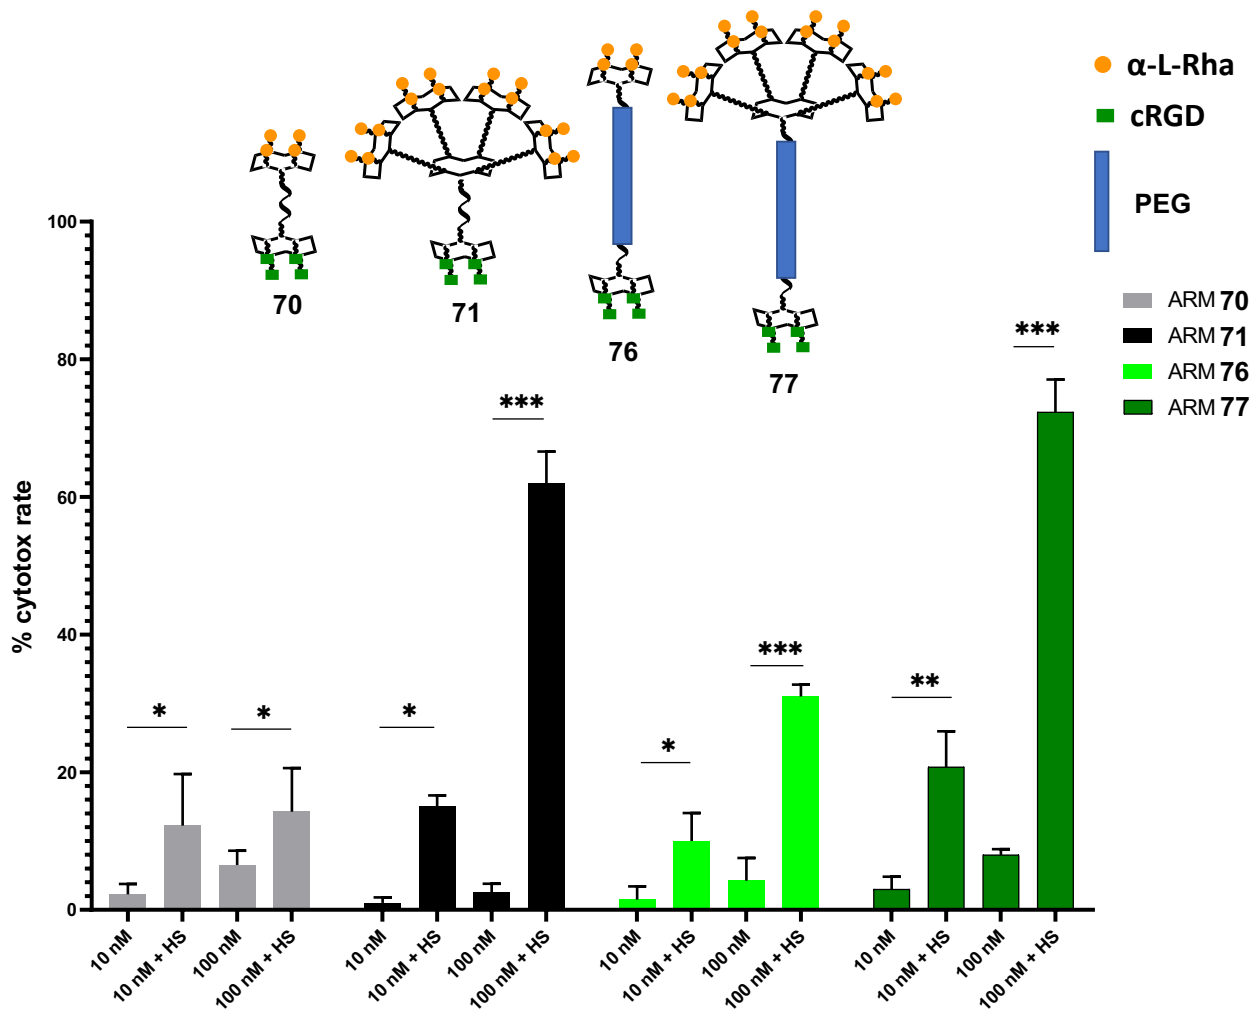 α-L-Rha
cRGD
PEG
70
71
76
77
ARM 70
ARM 71
ARM 76
ARM 77
% cytotox rate
100
80
60
40
20
0
*
*
*
***
*
***
**
***
10 nM
10 nM + HS
100 nM
100 nM + HS
10 nM
10 nM + HS
100 nM
100 nM + HS
10 nM
10 nM + HS
100 nM
100 nM + HS
10 nM
10 nM + HS
100 nM
100 nM + HS